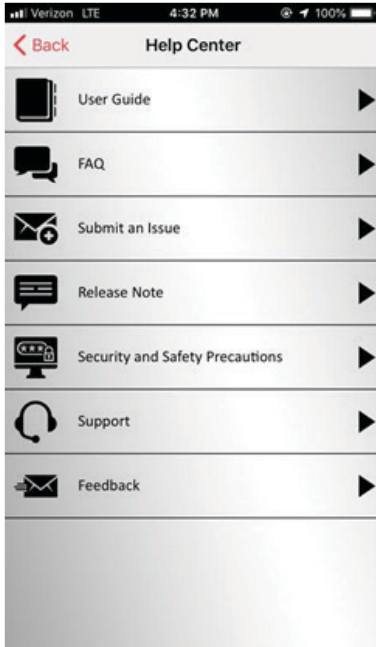 Verizon LTE 4:32 PM 100%
Back Help Center
User Guide
FAQ
Submit an Issue
Release Note
Security and Safety Precautions
Support
Feedback